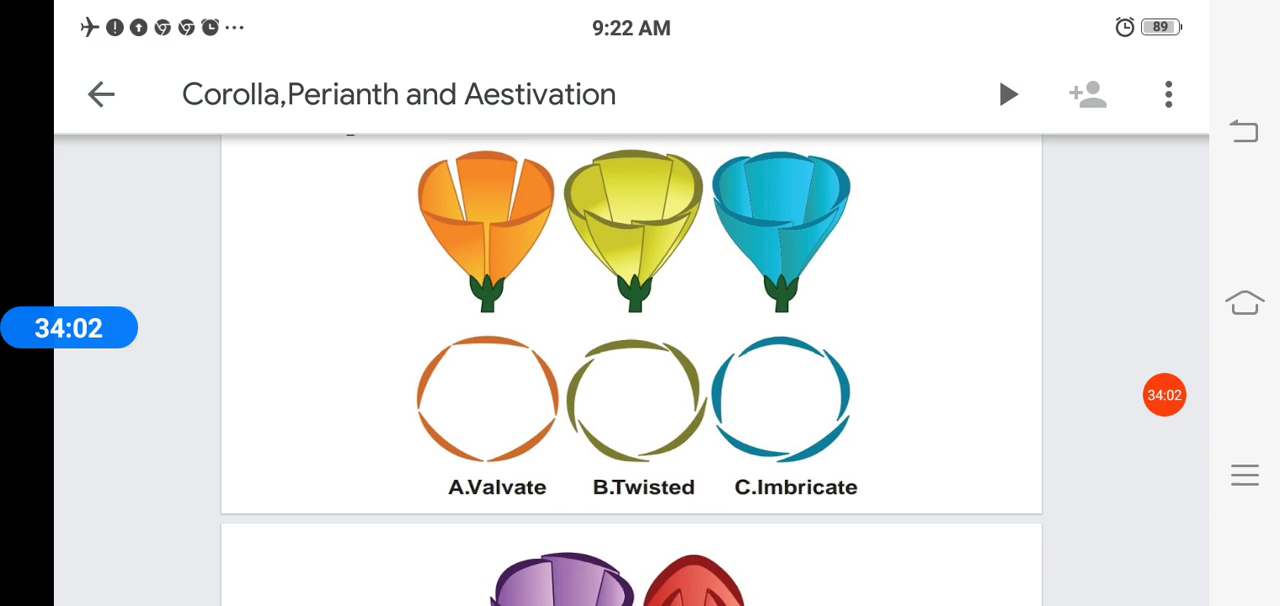 9:22 AM
89
Corolla,Perianth and Aestivation
34:02
34:02
A.Valvate B.Twisted C.Imbricate